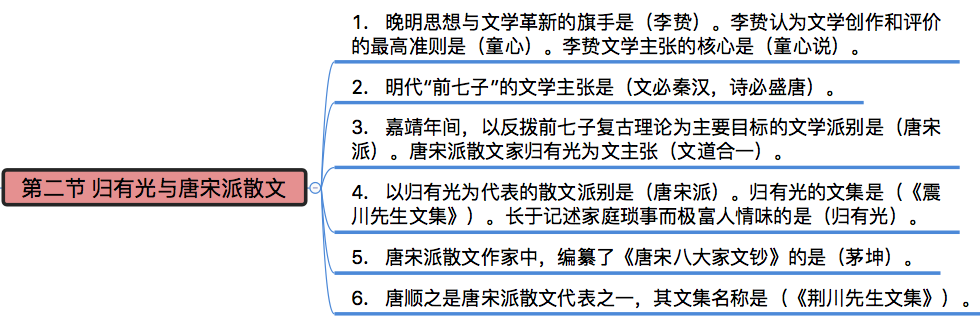 1. 晚明思想与文学革新的旗手是（李贽）。李贽认为文学创作和评价
的最高准则是（童心）。李贽文学主张的核心是（童心说）。
2. 明代“前七子”的文学主张是（文必秦汉，诗必盛唐）。
3. 嘉靖年间，以反拨前七子复古理论为主要目标的文学派别是（唐宋
派）。唐宋派散文家归有光为文主张（文道合一）。
第二节 归有光与唐宋派散文
4. 以归有光为代表的散文派别是（唐宋派）。归有光的文集是（《震
川先生文集》）。长于记述家庭琐事而极富人情味的是（归有光）。
5. 唐宋派散文作家中，编纂了《唐宋八大家文钞》的是（茅坤）。
6. 唐顺之是唐宋派散文代表之一，其文集名称是（《荆川先生文集》）。